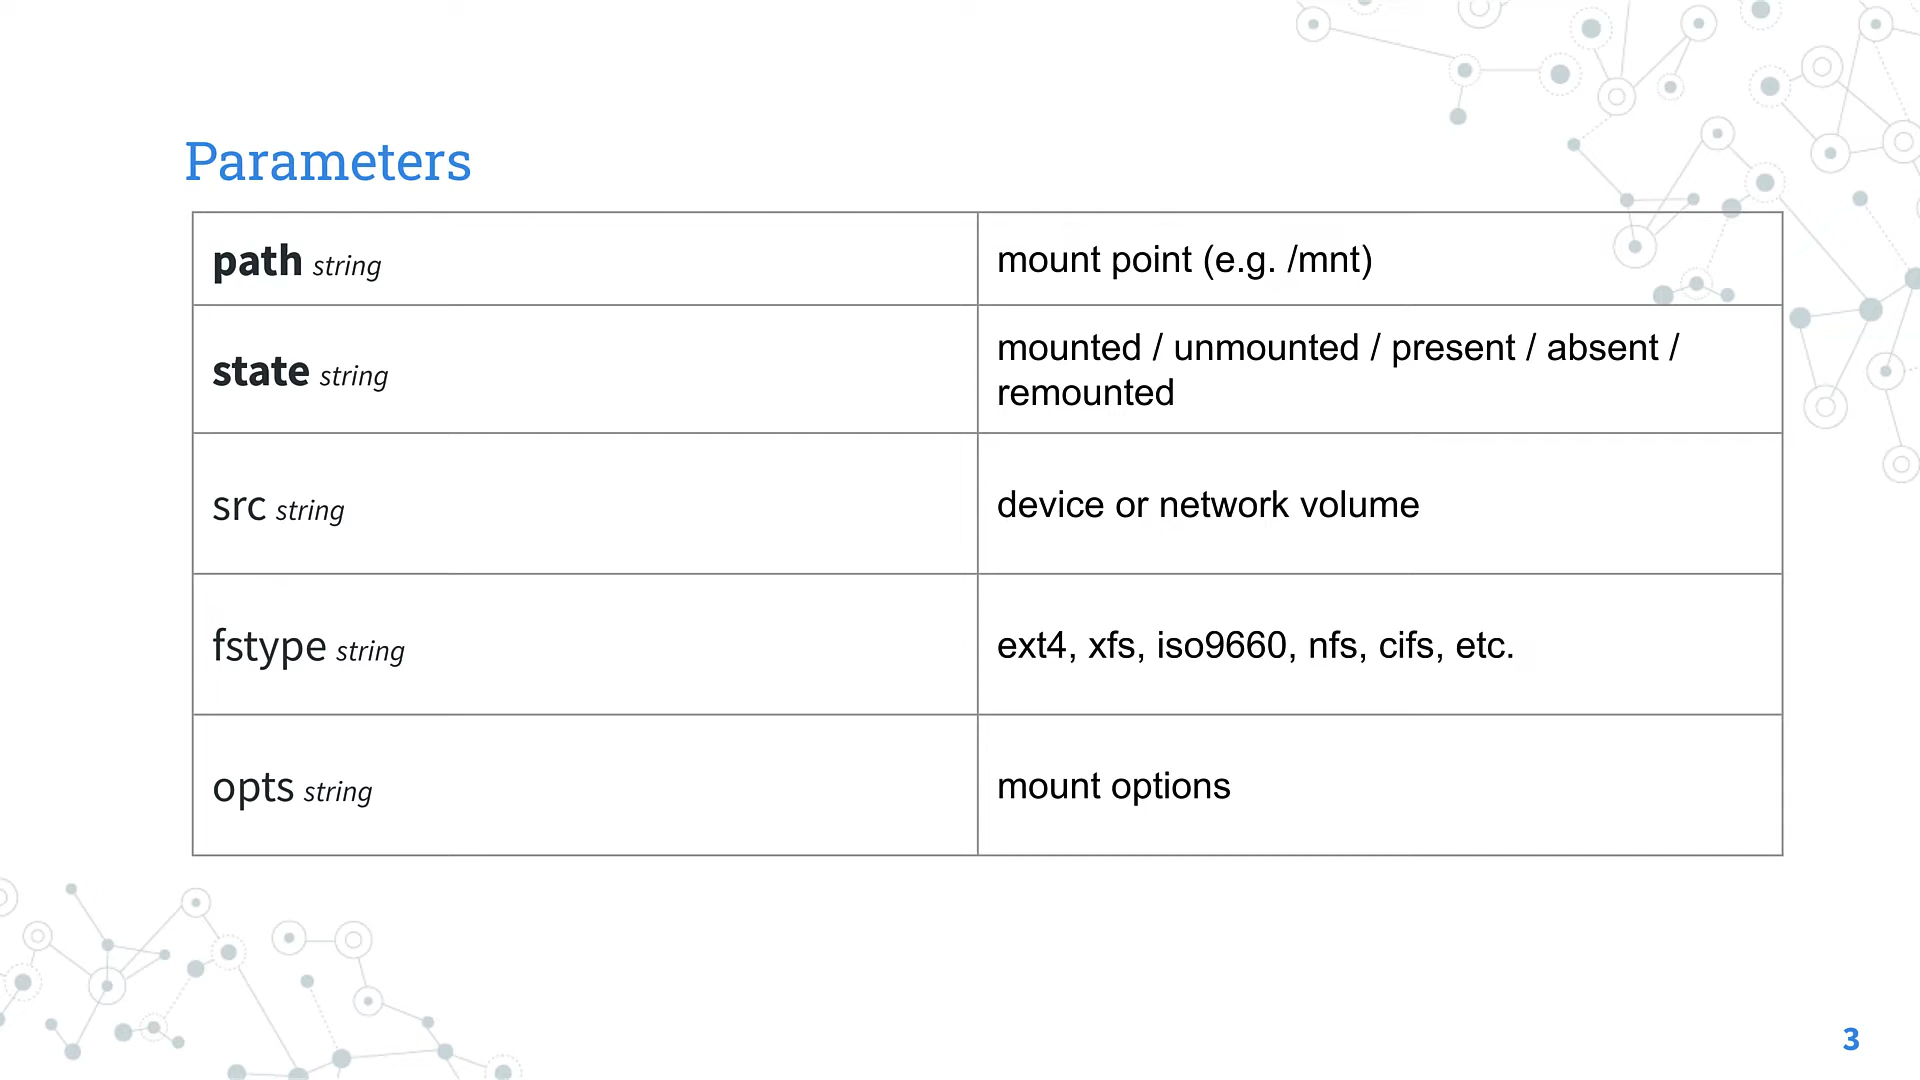 Parameters
path string
mount point (e.g. /mnt)
state string
mounted / unmounted / present / absent /
remounted
src string
device or network volume
fstype string
ext4, xfs, iso9660, nfs, cifs, etc.
opts string
mount options
3